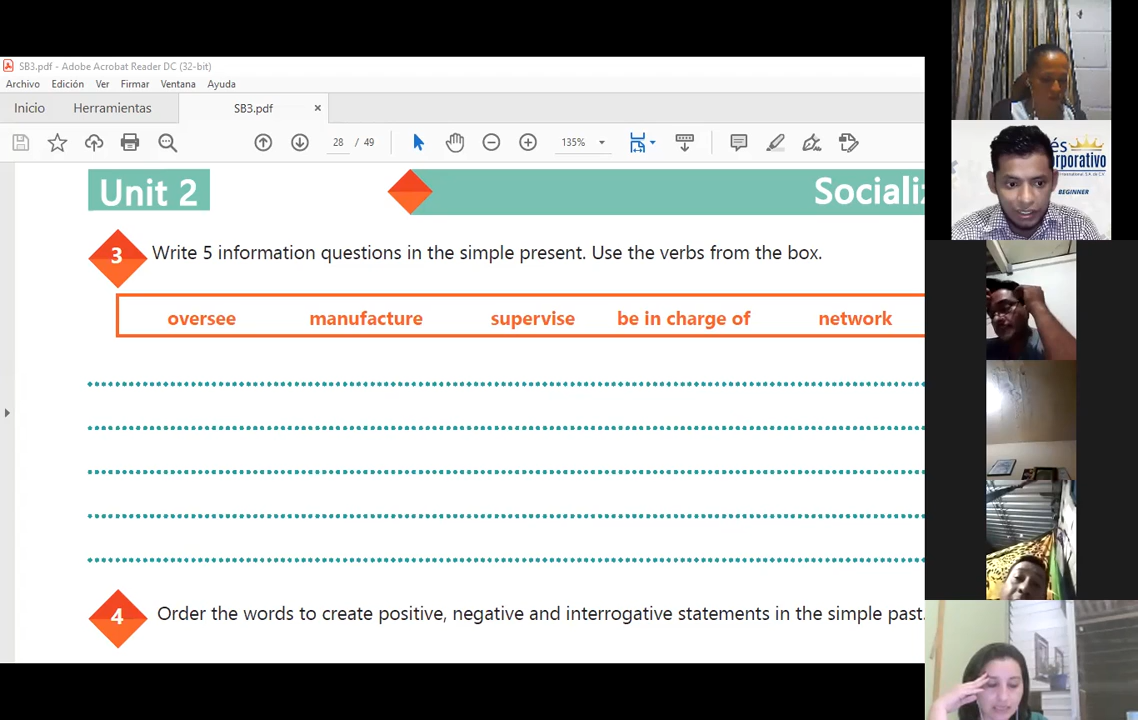 SB3.pdf - Adobe Acrobat Reader DC (32-bit)
Archivo Edición Ver Firmar Ventana Ayuda
Inicio Herramientas SB3.pdf ×
28 / 49 135%
Unit 2 Socializ
3 Write 5 information questions in the simple present. Use the verbs from the box.
oversee manufacture supervise be in charge of network
4 Order the words to create positive, negative and interrogative statements in the simple past.
és
orporativo
BEGINNER